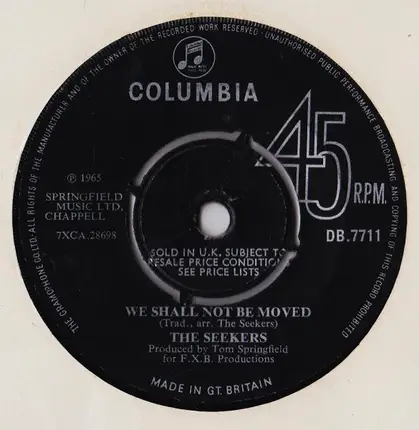 THE GRAMOPHONE CO. LTD.-ALL RIGHTS OF THE MANUFACTURER AND OF THE OWNER OF THE RECORDED WORK RESERVED-UNAUTHORISED PUBLIC PERFORMANCE BROADCASTING AND COPYING OF THIS RECORD PROHIBITED
COLUMBIA
45
R.P.M.
℗ 1965
SPRINGFIELD
MUSIC LTD,
CHAPPELL
7XCA.28698
DB.7711
SOLD IN U.K. SUBJECT TO
RESALE PRICE CONDITIONS
SEE PRICE LISTS
WE SHALL NOT BE MOVED
(Trad., arr. The Seekers)
THE SEEKERS
Produced by Tom Springfield
for F.X.B. Productions
MADE IN GT. BRITAIN